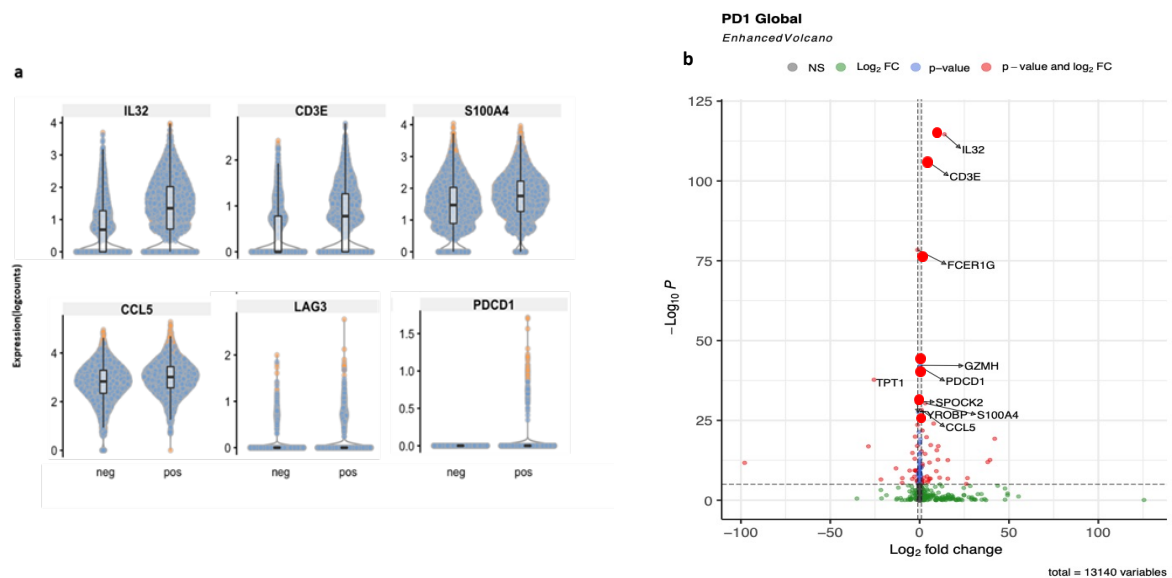 a
IL32
CD3E
S100A4
4
3
2
1
0
2
1
0
4
3
2
1
0
Expression(logcounts)
CCL5
LAG3
PDCD1
4
2
0
2
1
0
1.5
1.0
0.5
0.0
neg
pos
neg
pos
neg
pos
PD1 Global
EnhancedVolcano
b
NS
Log₂ FC
p−value
p − value and log₂ FC
−Log₁₀ P
125
100
75
50
25
0
IL32
CD3E
FCER1G
GZMH
TPT1
PDCD1
SPOCK2
YROBP
S100A4
CCL5
−100
−50
0
50
100
Log₂ fold change
total = 13140 variables